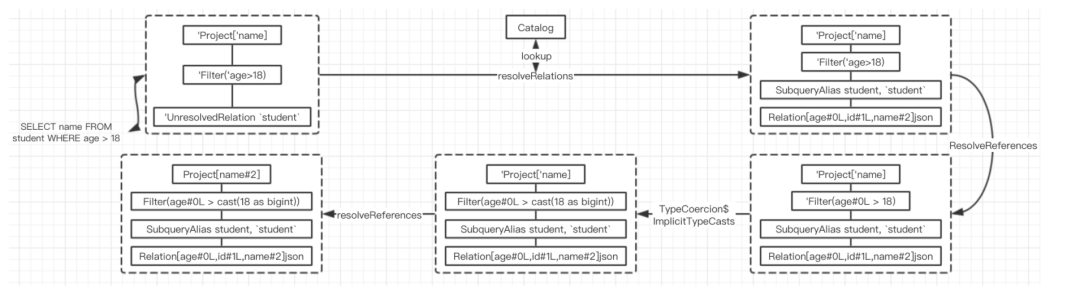 'Project['name]
'Filter('age>18)
'UnresolvedRelation `student`
SELECT name FROM
student WHERE age > 18
Catalog
lookup
resolveRelations
'Project['name]
'Filter('age>18)
SubqueryAlias student, `student`
Relation[age#0L,id#1L,name#2]json
ResolveReferences
'Project['name]
'Filter(age#0L > 18)
SubqueryAlias student, `student`
Relation[age#0L,id#1L,name#2]json
TypeCoercion$
ImplicitTypeCasts
'Project['name]
Filter(age#0L > cast(18 as bigint))
SubqueryAlias student, `student`
Relation[age#0L,id#1L,name#2]json
resolveReferences
Project[name#2]
Filter(age#0L > cast(18 as bigint))
SubqueryAlias student, `student`
Relation[age#0L,id#1L,name#2]json